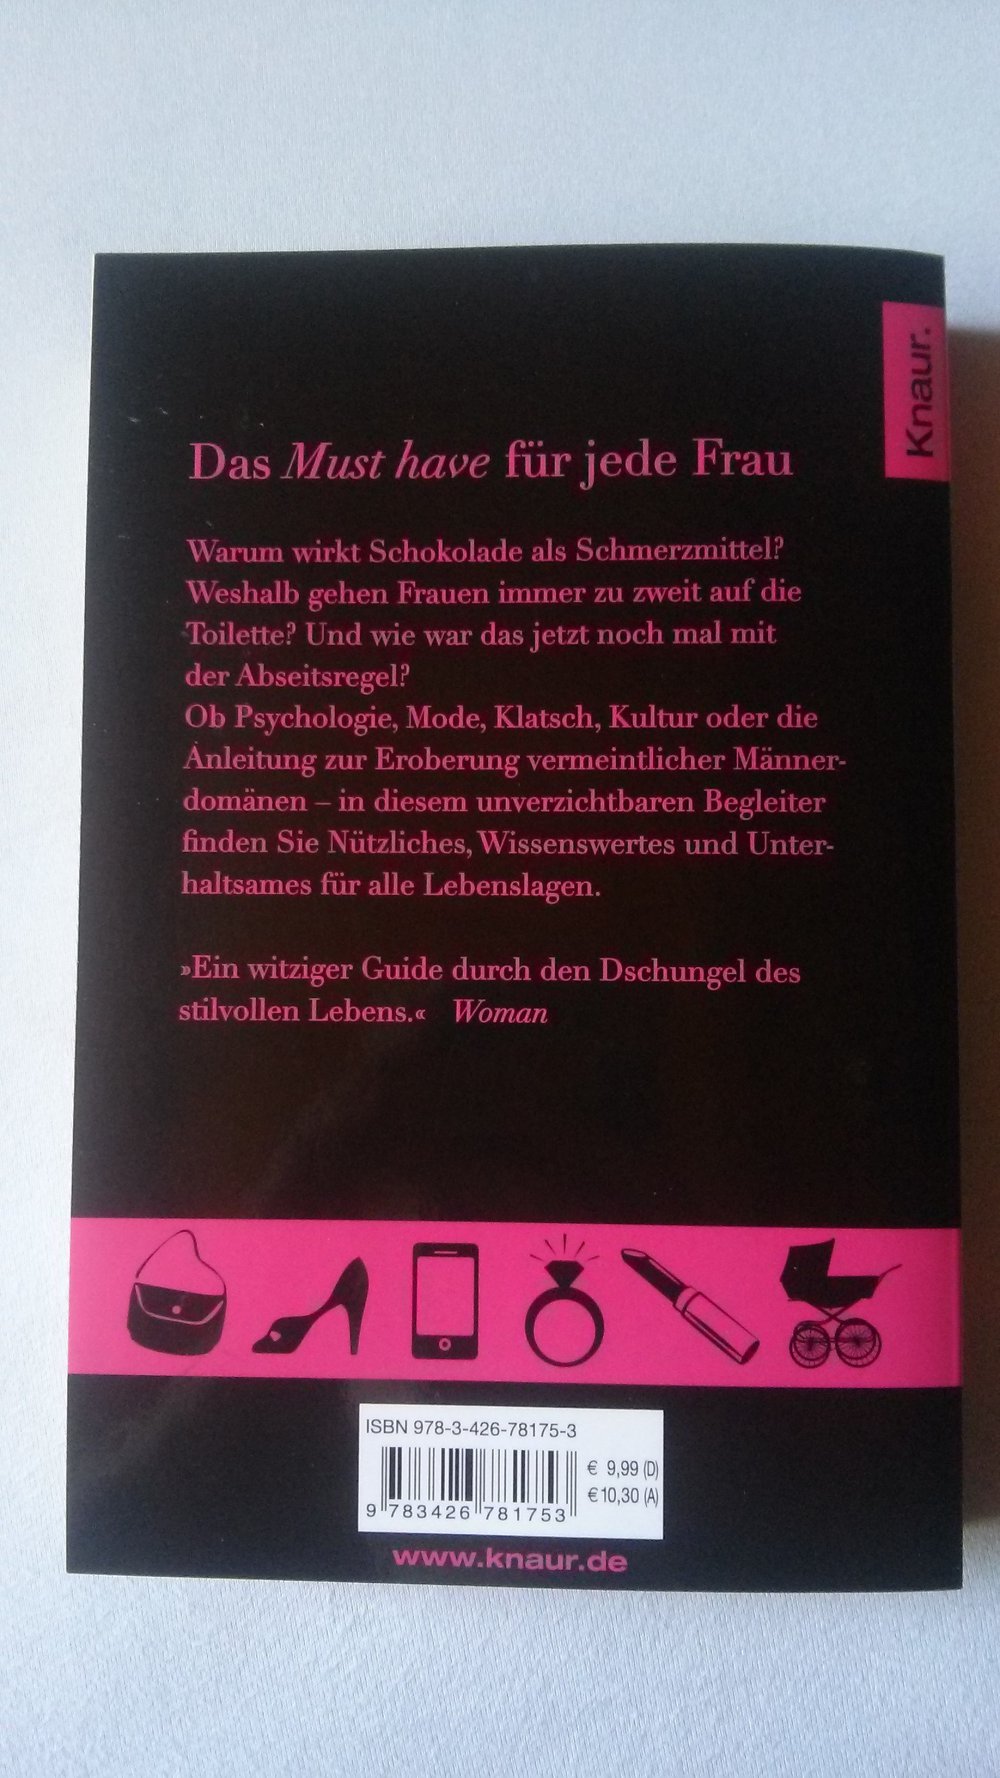 Knaur.
Das Must have für jede Frau
Warum wirkt Schokolade als Schmerzmittel?
Weshalb gehen Frauen immer zu zweit auf die
Toilette? Und wie war das jetzt noch mal mit
der Abseitsregel?
Ob Psychologie, Mode, Klatsch, Kultur oder die
Anleitung zur Eroberung vermeintlicher Männer-
domänen – in diesem unverzichtbaren Begleiter
finden Sie Nützliches, Wissenswertes und Unter-
haltsames für alle Lebenslagen.
»Ein witziger Guide durch den Dschungel des
stilvollen Lebens.« Woman
ISBN 978-3-426-78175-3
€ 9,99 (D)
€ 10,30 (A)
9 783426 781753
www.knaur.de